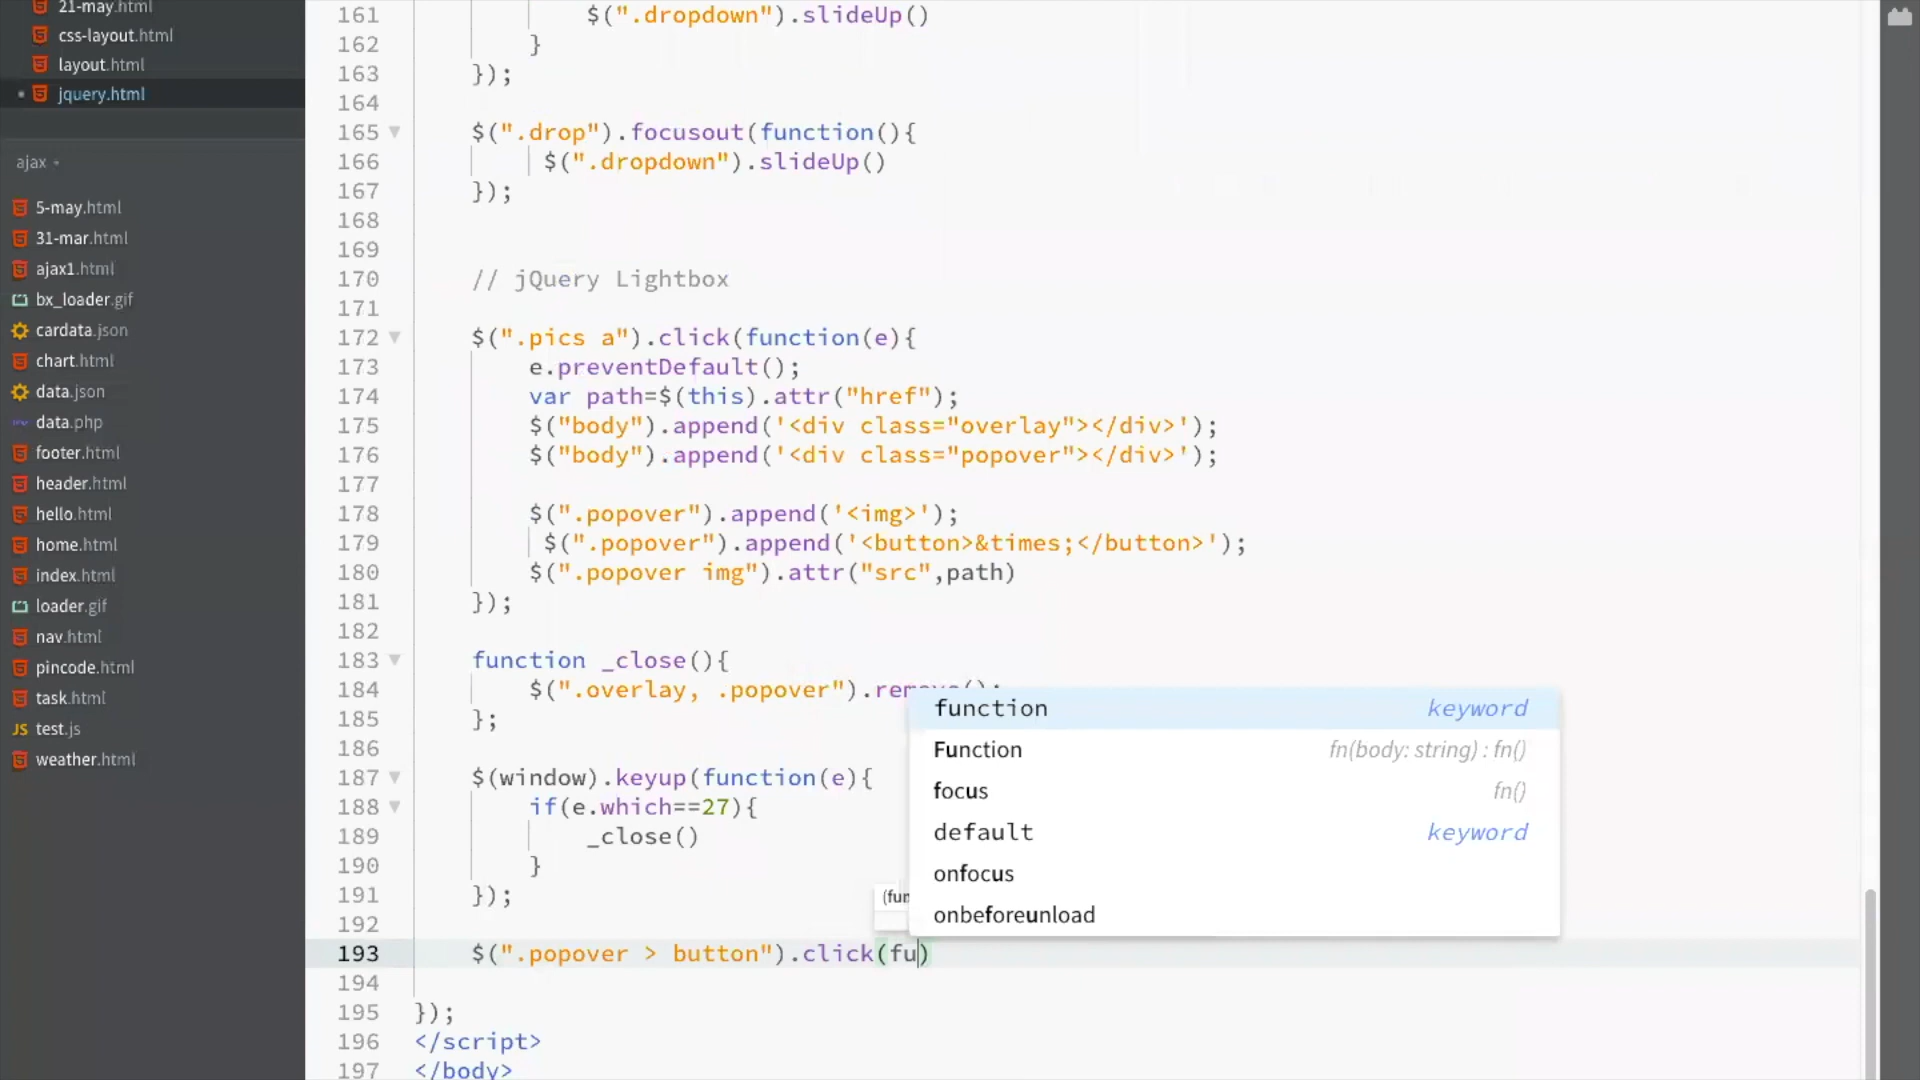 21-may.html
css-layout.html
layout.html
jquery.html
ajax
5-may.html
31-mar.html
ajax1.html
bx_loader.gif
cardata.json
chart.html
data.json
data.php
footer.html
header.html
hello.html
home.html
index.html
loader.gif
nav.html
pincode.html
task.html
JS test.js
weather.html
161 $(".dropdown").slideUp()
162 }
163 });
164
165 $(".drop").focusout(function(){
166 $(".dropdown").slideUp()
167 });
168
169
170 // jQuery Lightbox
171
172 $(".pics a").click(function(e){
173 e.preventDefault();
174 var path=$(this).attr("href");
175 $("body").append('<div class="overlay"></div>');
176 $("body").append('<div class="popover"></div>');
177
178 $(".popover").append('<img>');
179 $(".popover").append('<button>&times;</button>');
180 $(".popover img").attr("src",path)
181 });
182
183 function _close(){
184 $(".overlay, .popover").remove();
185 };
186
187 $(window).keyup(function(e){
188 if(e.which==27){
189 _close()
190 }
191 });
192
193 $(".popover > button").click(fu)
194
195 });
196 </script>
197 </body>
function keyword
Function fn(body: string) : fn()
focus fn()
default keyword
onfocus
onbeforeunload
(fun